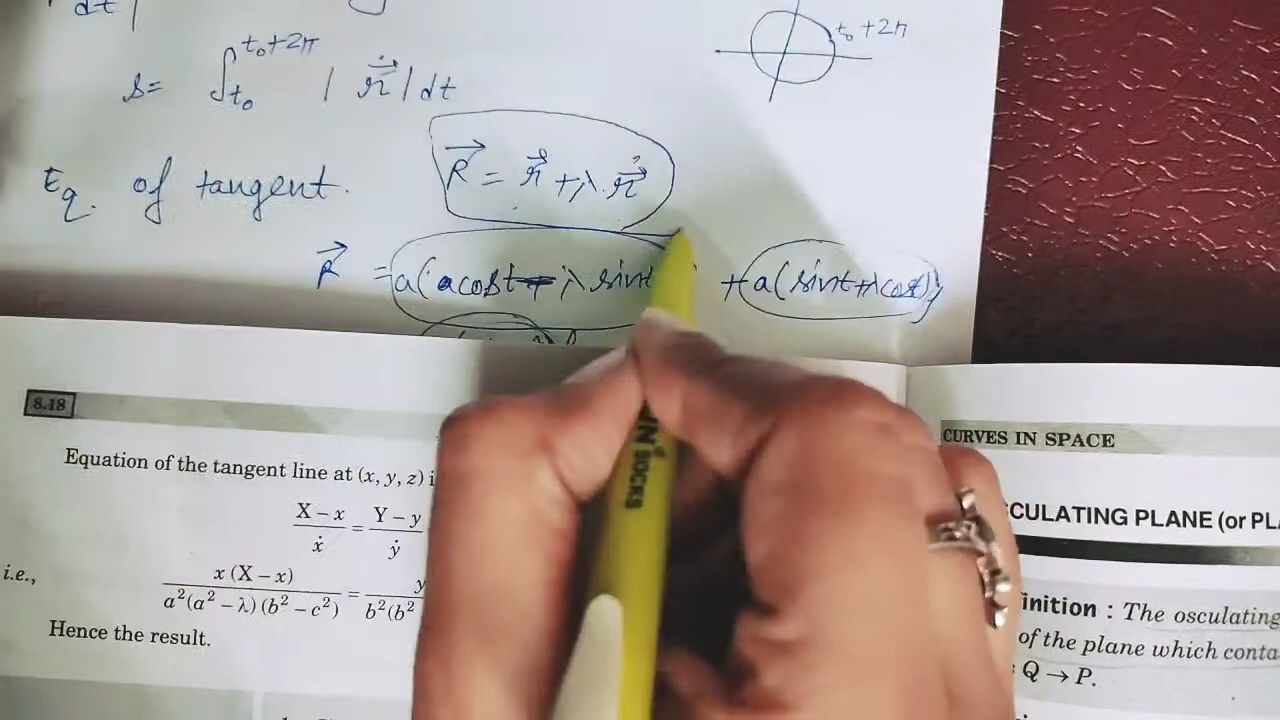 dt |
t₀+2π
s= ∫ₜ₀^(t₀+2π) | ṙ⃗ | dt
Eq. of tangent. R⃗ = r⃗ + λ ṙ⃗
R⃗ = a( acost - λ sint + a(sint+λcost)j
8.18
Equation of the tangent line at (x, y, z) i
(X – x)/ẋ = (Y – y)/ẏ
i.e., x (X – x)/(a²(a² – λ) (b² – c²)) = y/(b²(b²
Hence the result.
CURVES IN SPACE
CULATING PLANE (or PL
inition : The osculating
of the plane which conta
Q → P.